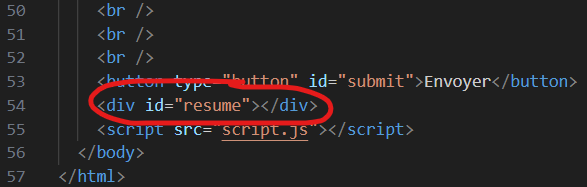 50 <br />
51 <br />
52 <br />
53 <button type="button" id="submit">Envoyer</button>
54 <div id="resume"></div>
55 <script src="script.js"></script>
56 </body>
57 </html>